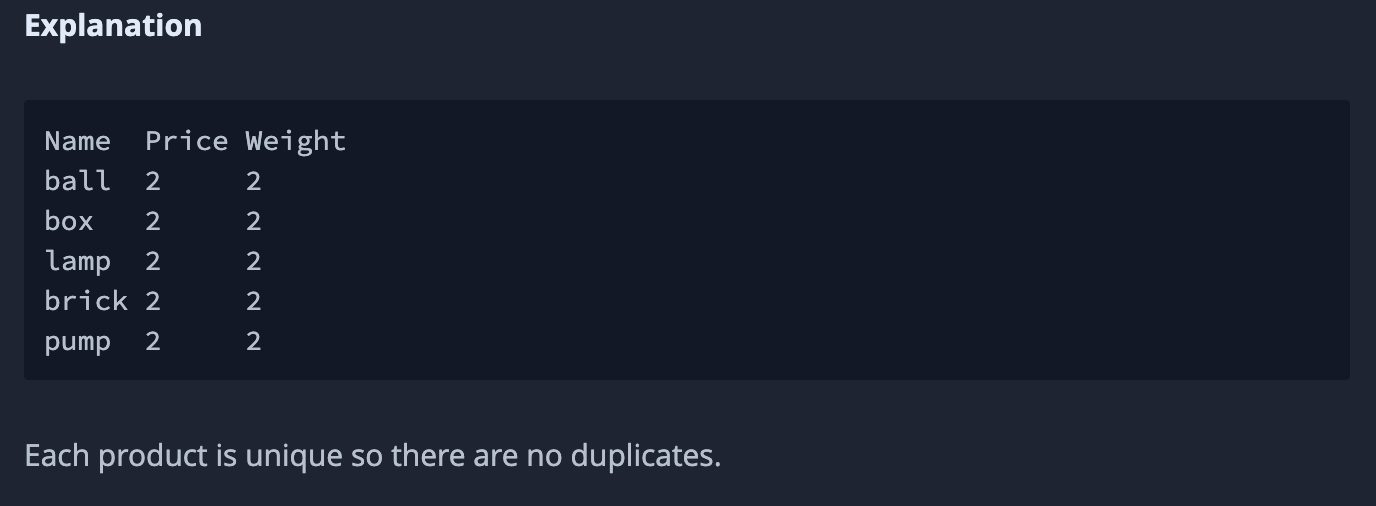 Explanation
Name  Price Weight
ball  2     2
box   2     2
lamp  2     2
brick 2     2
pump  2     2
Each product is unique so there are no duplicates.